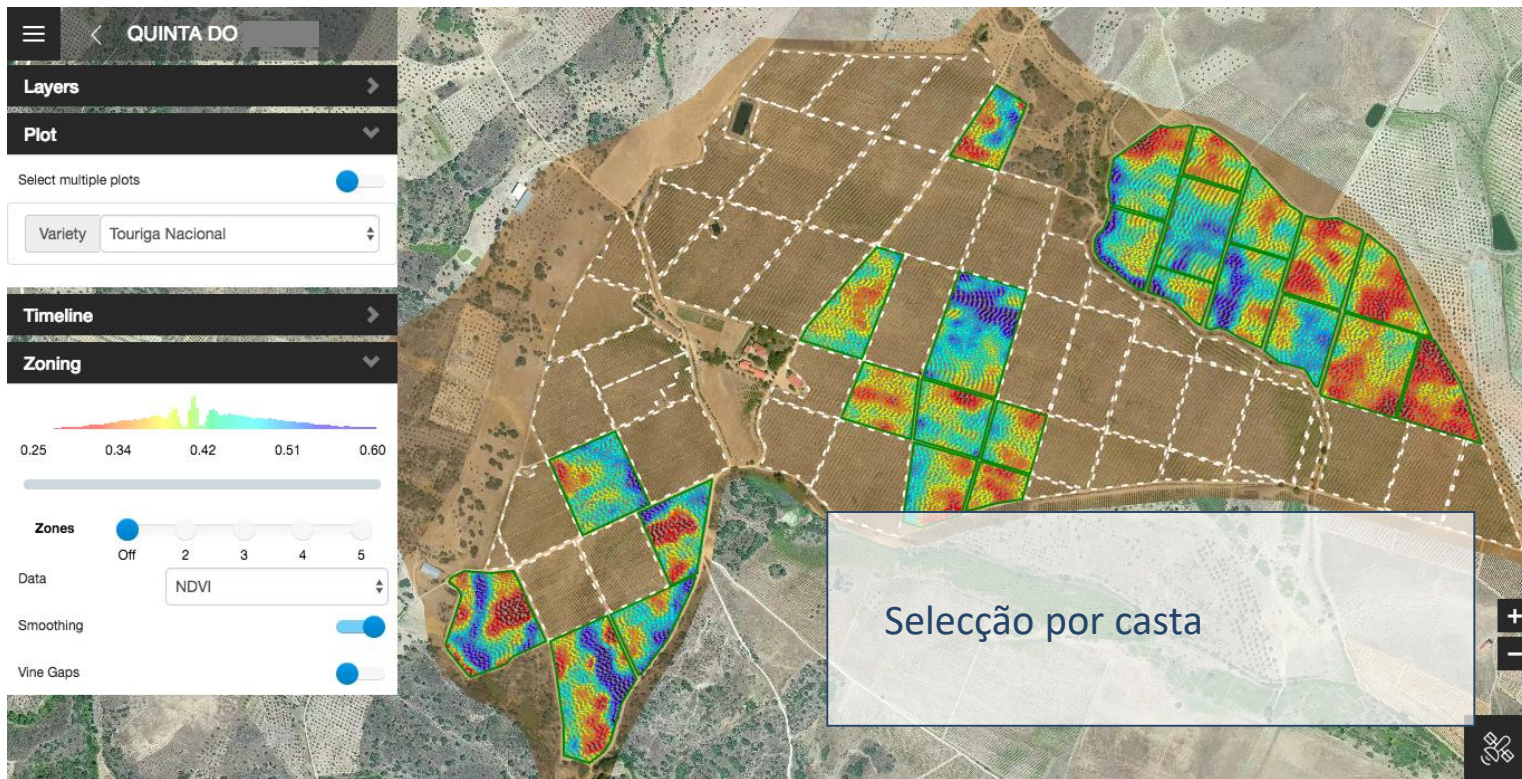 QUINTA DO
Layers
Plot
Select multiple plots
Variety Touriga Nacional
Timeline
Zoning
0.25 0.34 0.42 0.51 0.60
Zones
Off 2 3 4 5
Data NDVI
Smoothing
Vine Gaps
Selecção por casta
+
−